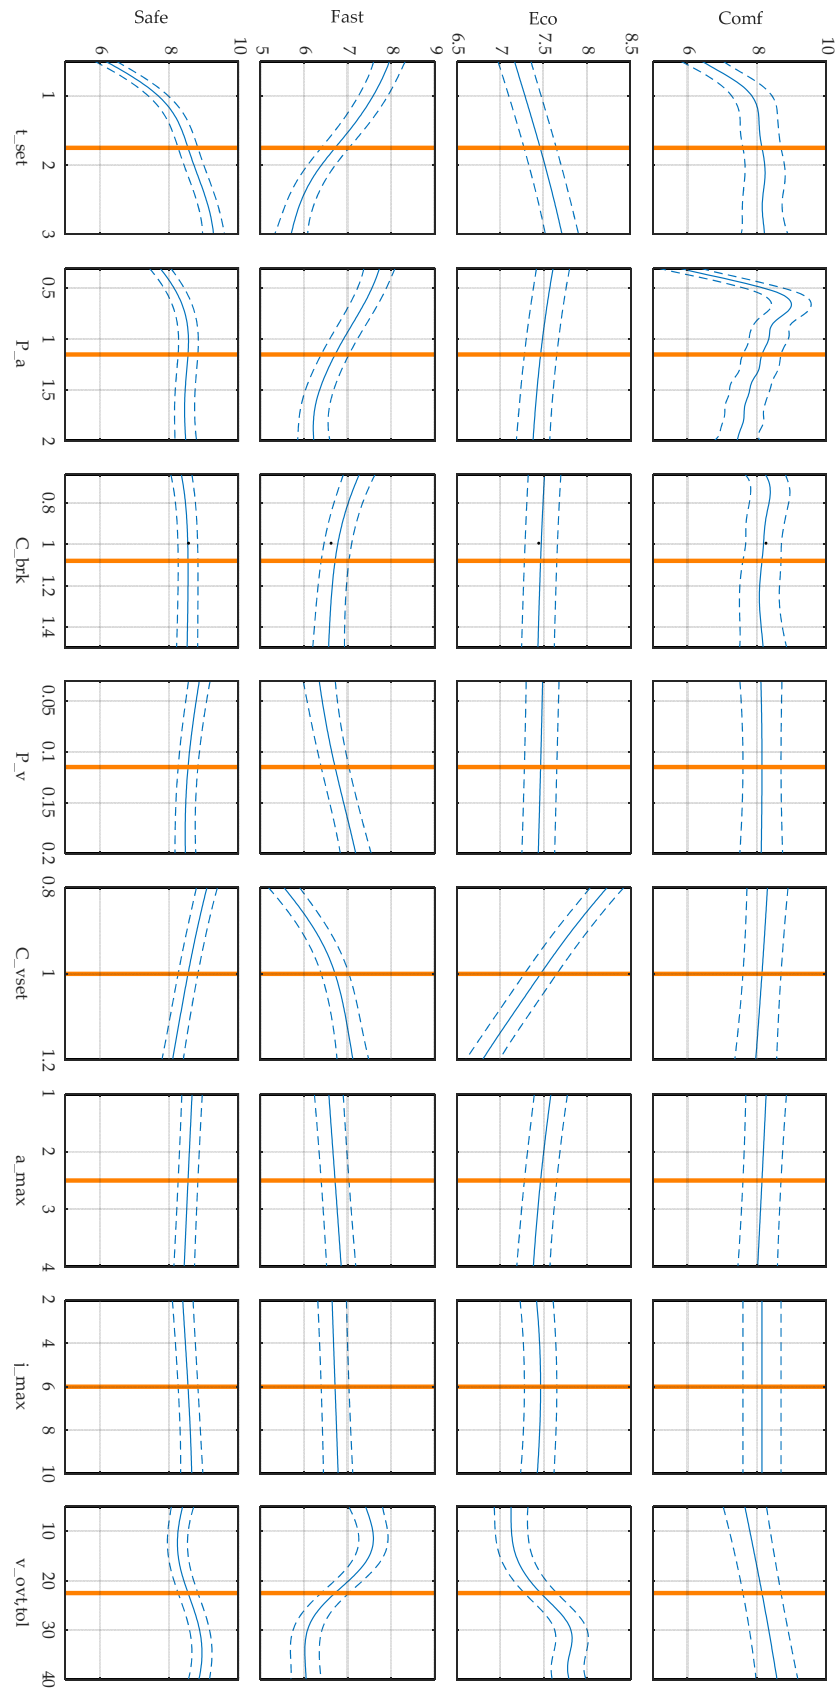 Safe Fast Eco Comf
6 8 10 5 6 7 8 9 6.5 7 7.5 8 8.5 6 8 10
1 2 3
t_set
0.5 1 1.5 2
P_a
0.8 1 1.2 1.4
C_brk
0.05 0.1 0.15 0.2
P_v
0.8 1 1.2
C_vset
1 2 3 4
a_max
2 4 6 8 10
j_max
10 20 30 40
v_ovt,tol